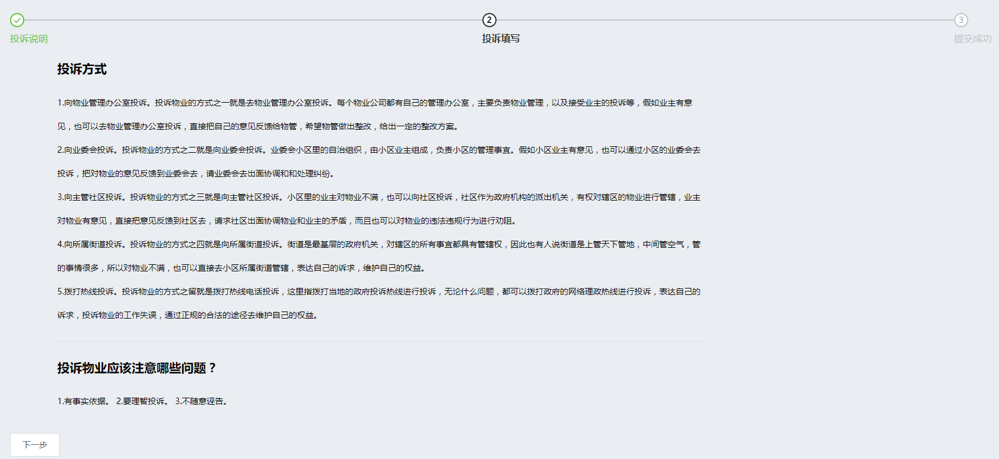 2
3
投诉说明
投诉填写
提交成功
投诉方式
1.向物业管理办公室投诉。投诉物业的方式之一就是去物业管理办公室投诉。每个物业公司都有自己的管理办公室，主要负责物业管理，以及接受业主的投诉等，假如业主有意
见，也可以去物业管理办公室投诉，直接把自己的意见反馈给物管，希望物管做出整改，给出一定的整改方案。
2.向业委会投诉。投诉物业的方式之二就是向业委会投诉。业委会小区里的自治组织，由小区业主组成，负责小区的管理事宜。假如小区业主有意见，也可以通过小区的业委会去
投诉，把对物业的意见反馈到业委会去，请业委会去出面协调和和处理纠纷。
3.向主管社区投诉。投诉物业的方式之三就是向主管社区投诉。小区里的业主对物业不满，也可以向社区投诉，社区作为政府机构的派出机关，有权对辖区的物业进行管辖，业主
对物业有意见，直接把意见反馈到社区去，请求社区出面协调物业和业主的矛盾，而且也可以对物业的违法违规行为进行劝阻。
4.向所属街道投诉。投诉物业的方式之四就是向所属街道投诉。街道是最基层的政府机关，对辖区的所有事宜都具有管辖权，因此也有人说街道是上管天下管地，中间管空气，管
的事情很多，所以对物业不满，也可以直接去小区所属街道管辖，表达自己的诉求，维护自己的权益。
5.拨打热线投诉。投诉物业的方式之留就是拨打热线电话投诉，这里指拨打当地的政府投诉热线进行投诉，无论什么问题，都可以拨打政府的网络理政热线进行投诉，表达自己的
诉求，投诉物业的工作失误，通过正规的合法的途径去维护自己的权益。
投诉物业应该注意哪些问题？
1.有事实依据。 2.要理智投诉。 3.不随意诬告。
下一步